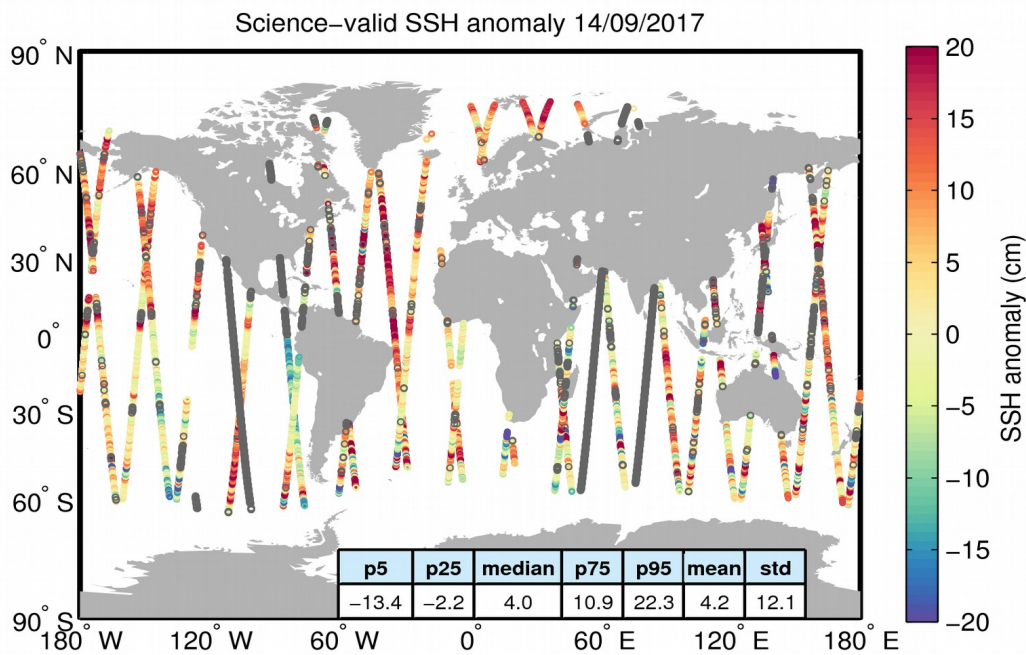 Science−valid SSH anomaly 14/09/2017
90° N
60° N
30° N
0°
30° S
60° S
90° S
180° W
120° W
60° W
0°
60° E
120° E
180° E
p5 p25 median p75 p95 mean std
−13.4 −2.2 4.0 10.9 22.3 4.2 12.1
20
15
10
5
0
−5
−10
−15
−20
SSH anomaly (cm)